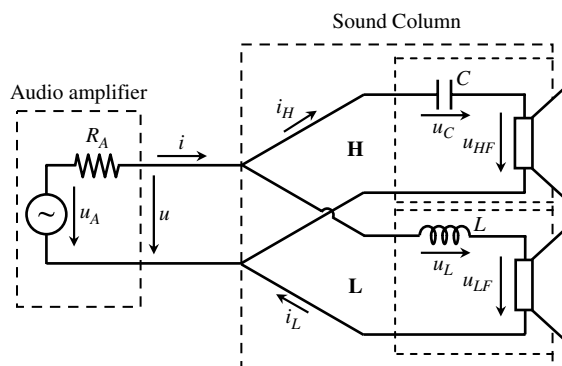 Sound Column
Audio amplifier
R_A
i
i_H
C
u_C
u_HF
H
~
u_A
u
L
u_L
u_LF
L
i_L